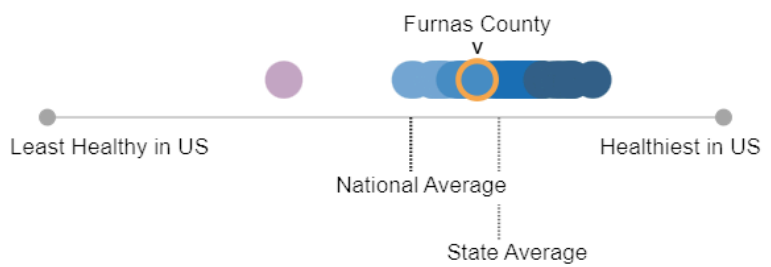 Furnas County
v
Least Healthy in US
Healthiest in US
National Average
State Average